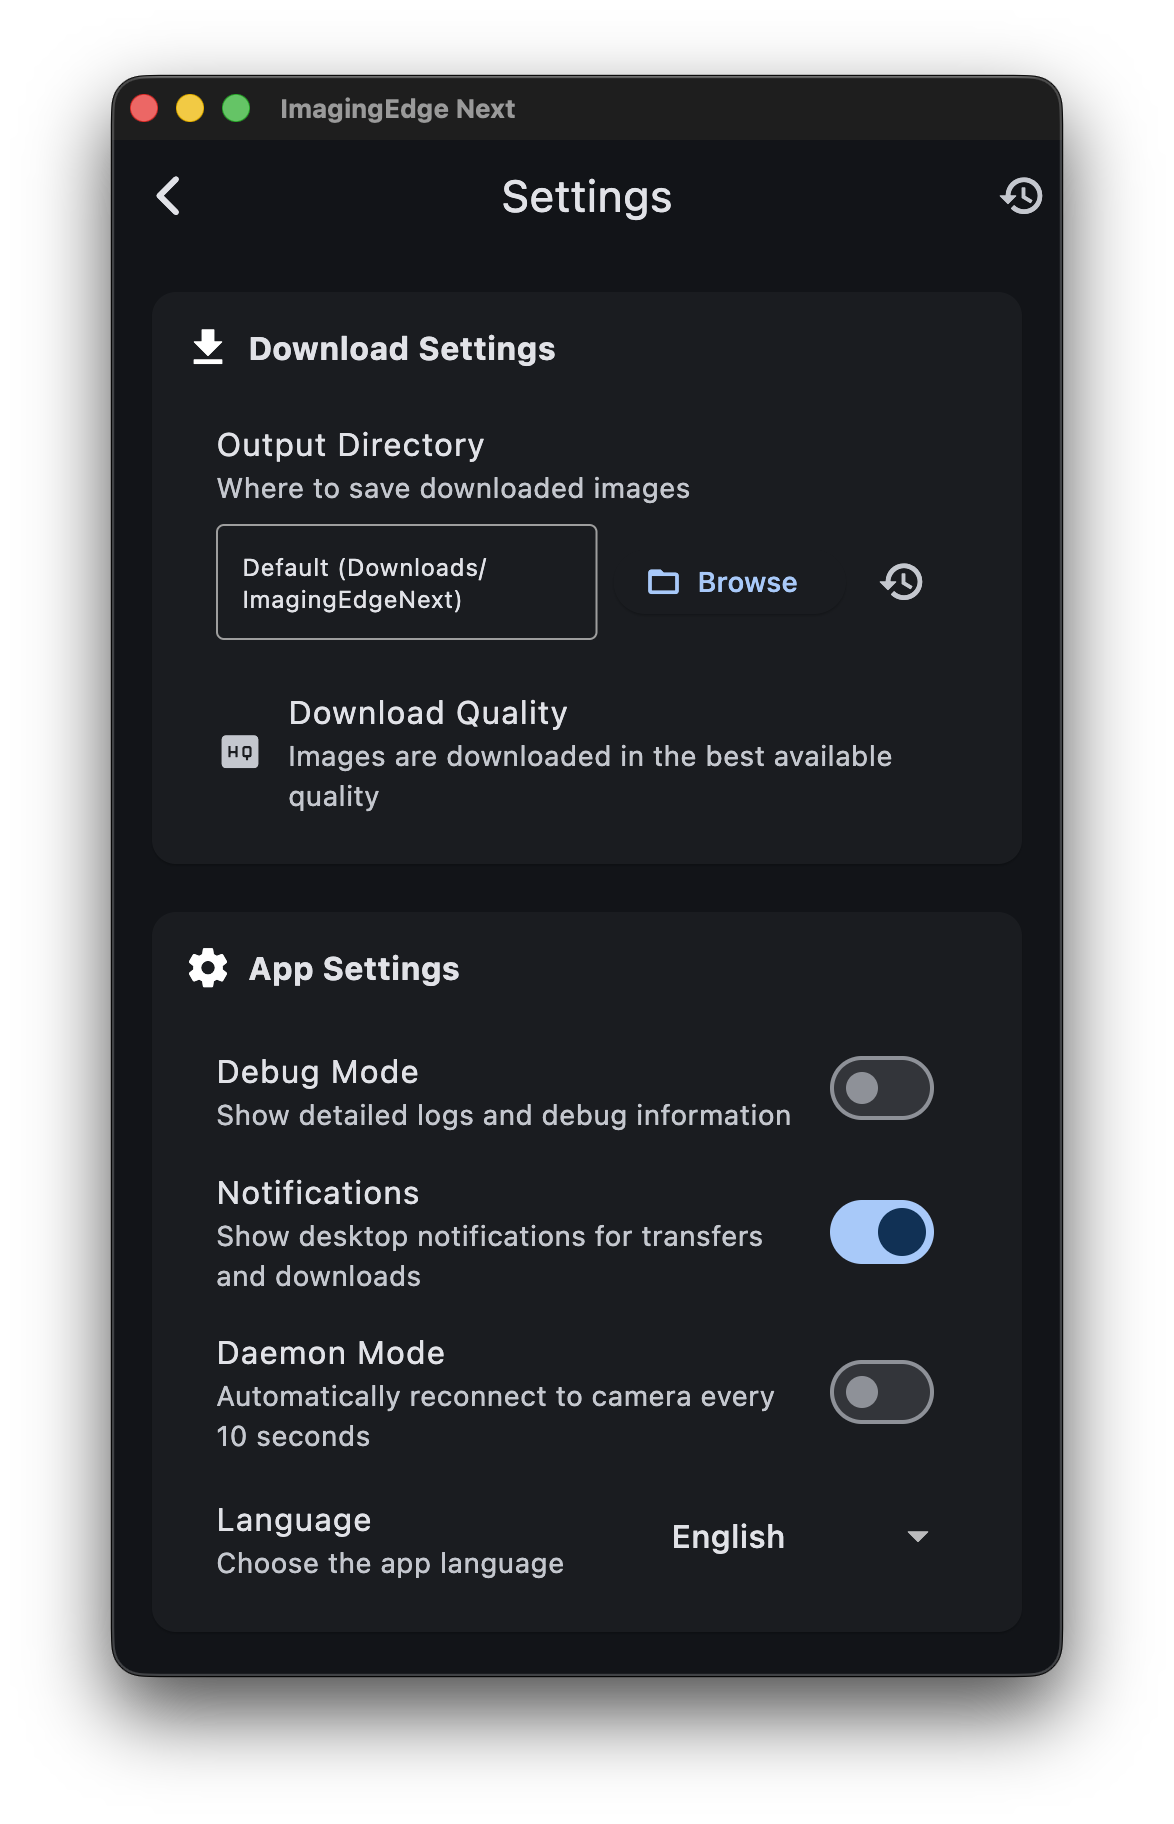 ImagingEdge Next
Settings
Download Settings
Output Directory
Where to save downloaded images
Default (Downloads/
ImagingEdgeNext)
Browse
Download Quality
HQ
Images are downloaded in the best available
quality
App Settings
Debug Mode
Show detailed logs and debug information
Notifications
Show desktop notifications for transfers
and downloads
Daemon Mode
Automatically reconnect to camera every
10 seconds
Language
Choose the app language
English